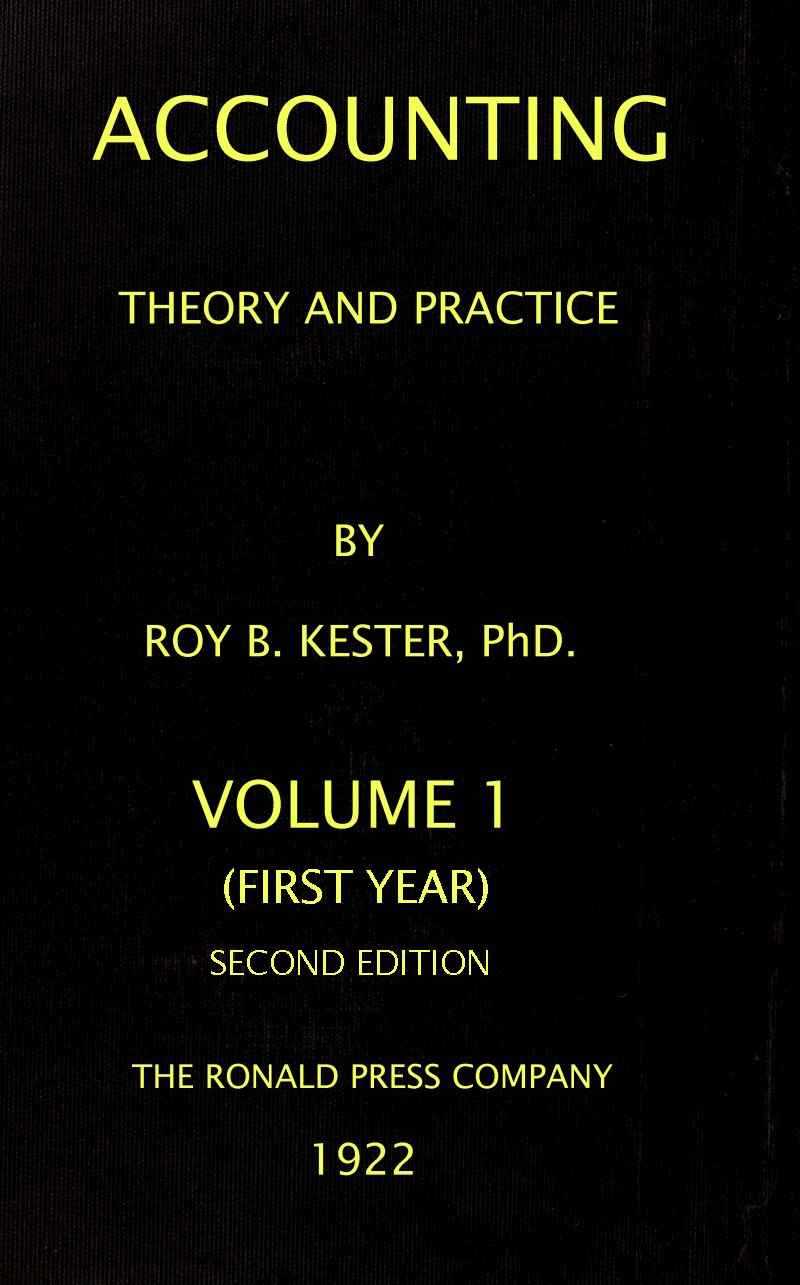 ACCOUNTING
THEORY AND PRACTICE
BY
ROY B. KESTER, PhD.
VOLUME 1
(FIRST YEAR)
SECOND EDITION
THE RONALD PRESS COMPANY
1922